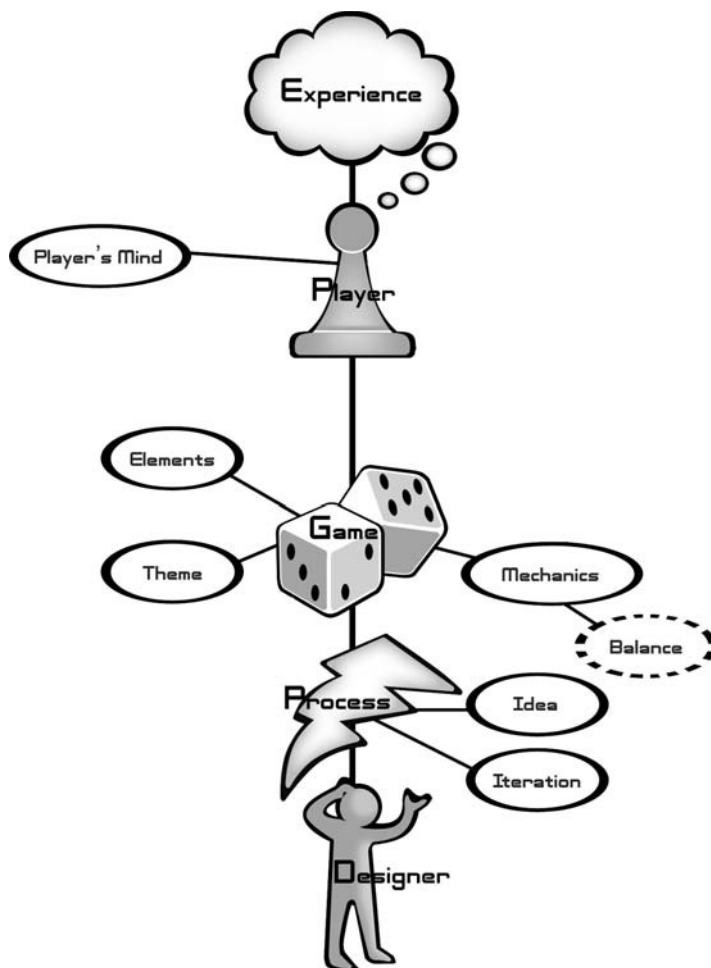 Experience
Player's Mind
Player
Elements
Game
Theme
Mechanics
Balance
Process
Idea
Iteration
Designer